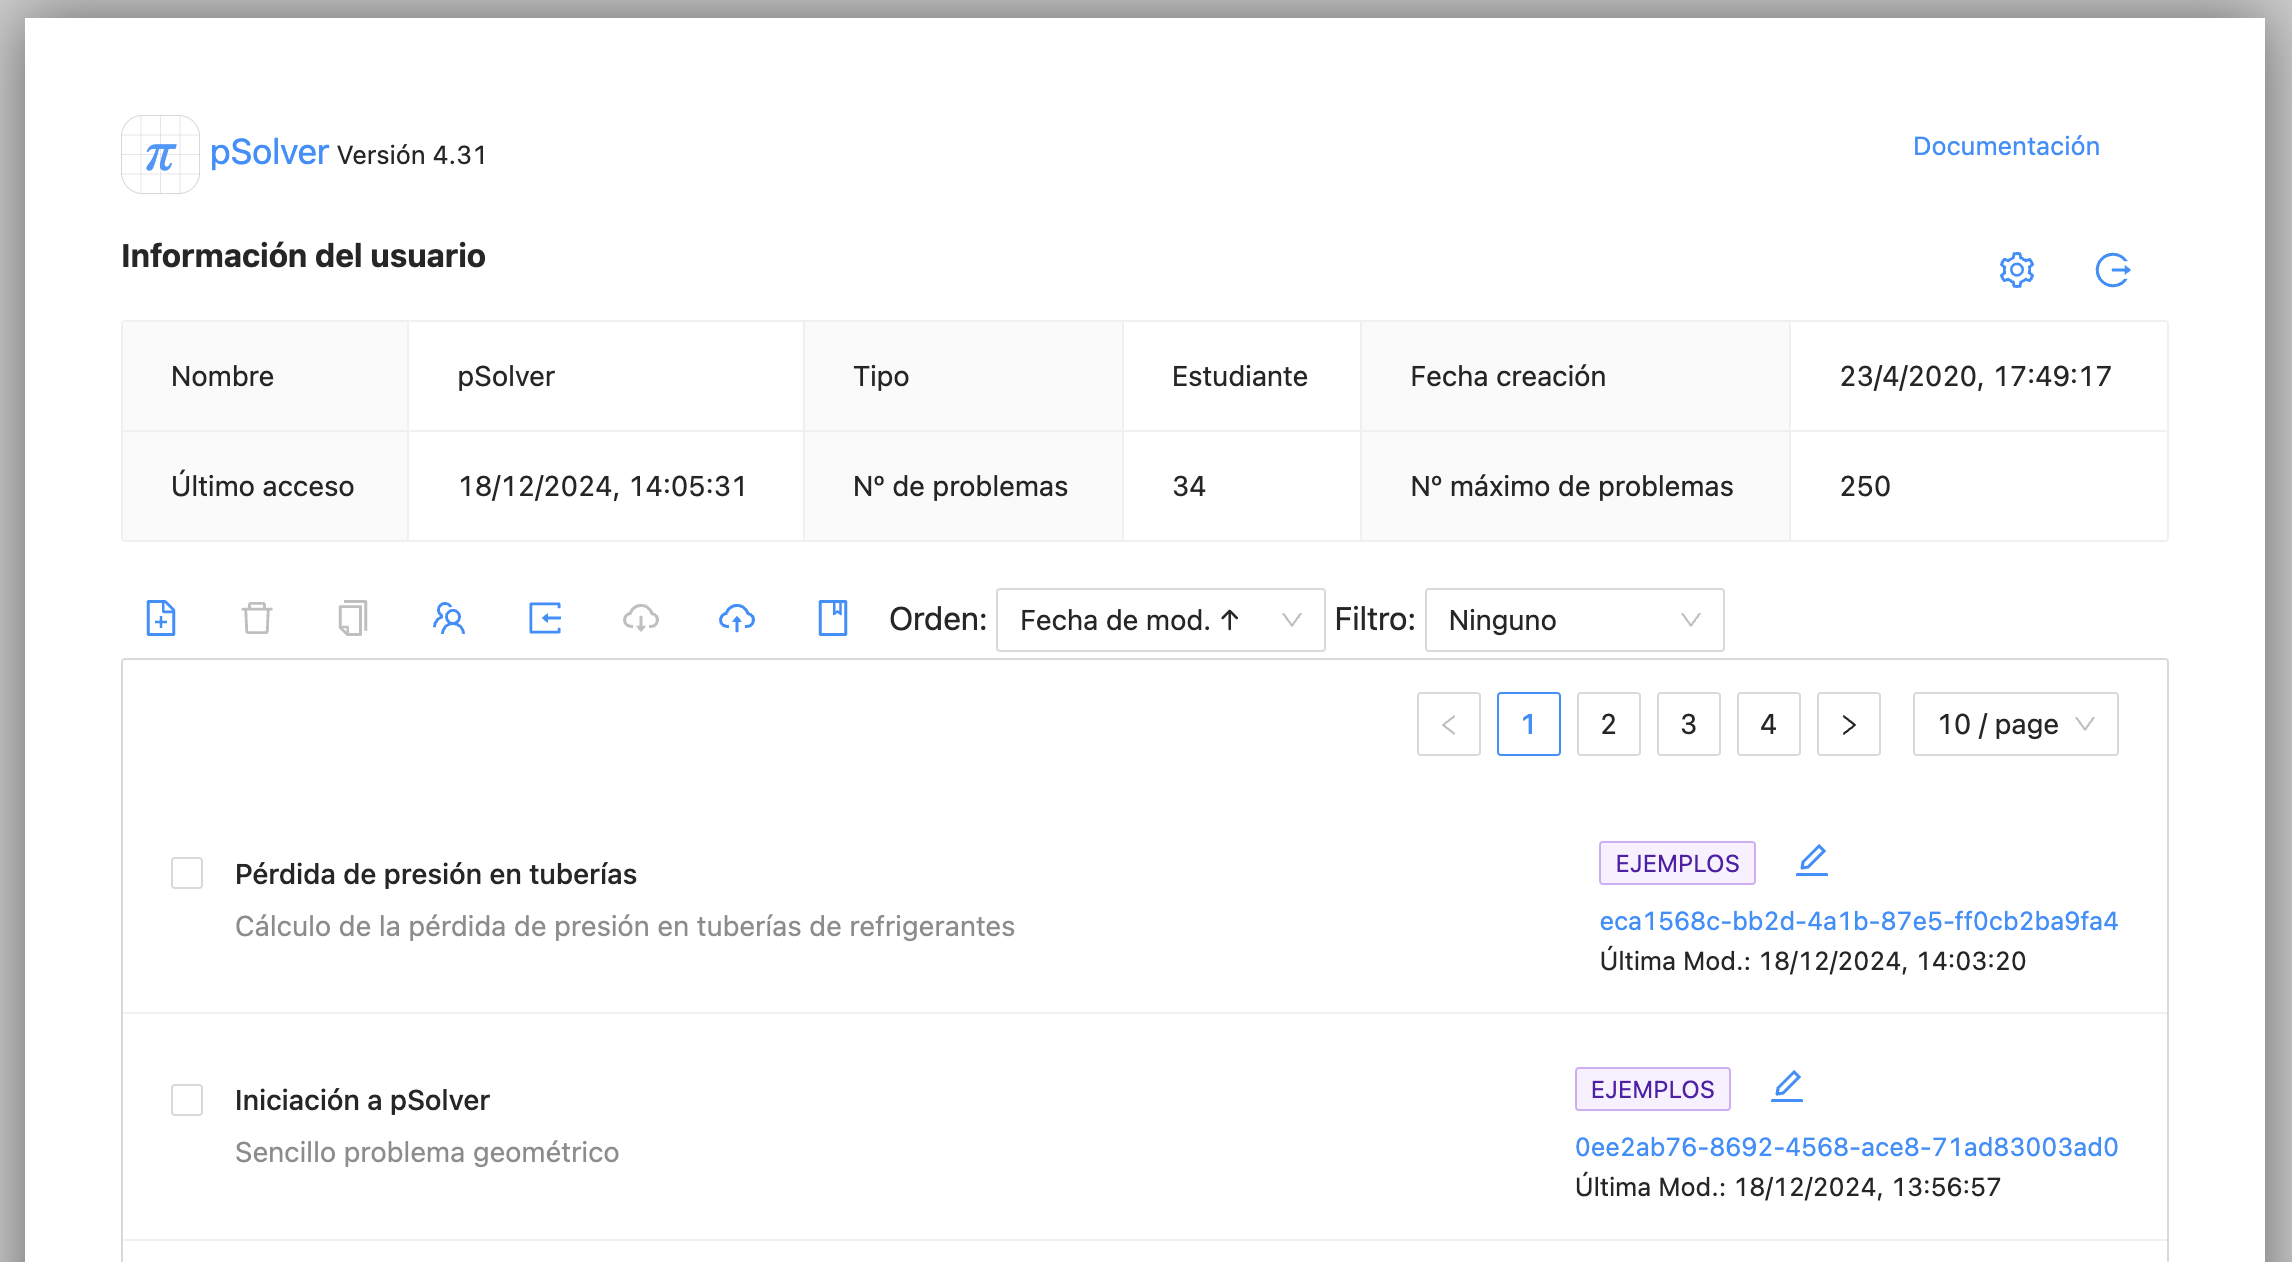 π pSolver Versión 4.31
Documentación
Información del usuario
Nombre pSolver Tipo Estudiante Fecha creación 23/4/2020, 17:49:17
Último acceso 18/12/2024, 14:05:31 Nº de problemas 34 Nº máximo de problemas 250
Orden: Fecha de mod. ↑ Filtro: Ninguno
< 1 2 3 4 > 10 / page
Pérdida de presión en tuberías
Cálculo de la pérdida de presión en tuberías de refrigerantes
EJEMPLOS
eca1568c-bb2d-4a1b-87e5-ff0cb2ba9fa4
Última Mod.: 18/12/2024, 14:03:20
Iniciación a pSolver
Sencillo problema geométrico
EJEMPLOS
0ee2ab76-8692-4568-ace8-71ad83003ad0
Última Mod.: 18/12/2024, 13:56:57